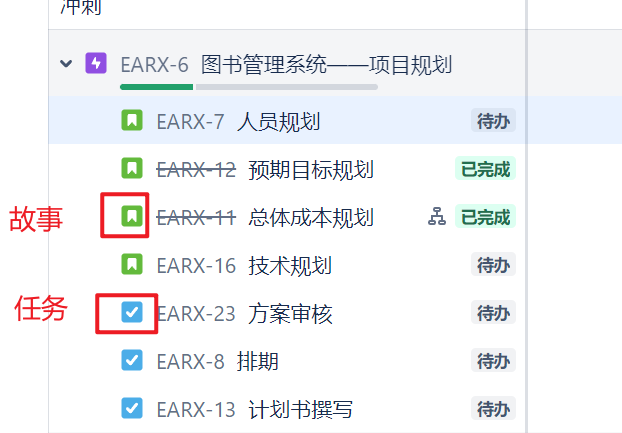 冲刺
EARX-6 图书管理系统——项目规划
EARX-7 人员规划 待办
EARX-12 预期目标规划 已完成
故事 EARX-11 总体成本规划 已完成
EARX-16 技术规划 待办
任务 EARX-23 方案审核 待办
EARX-8 排期 待办
EARX-13 计划书撰写 待办